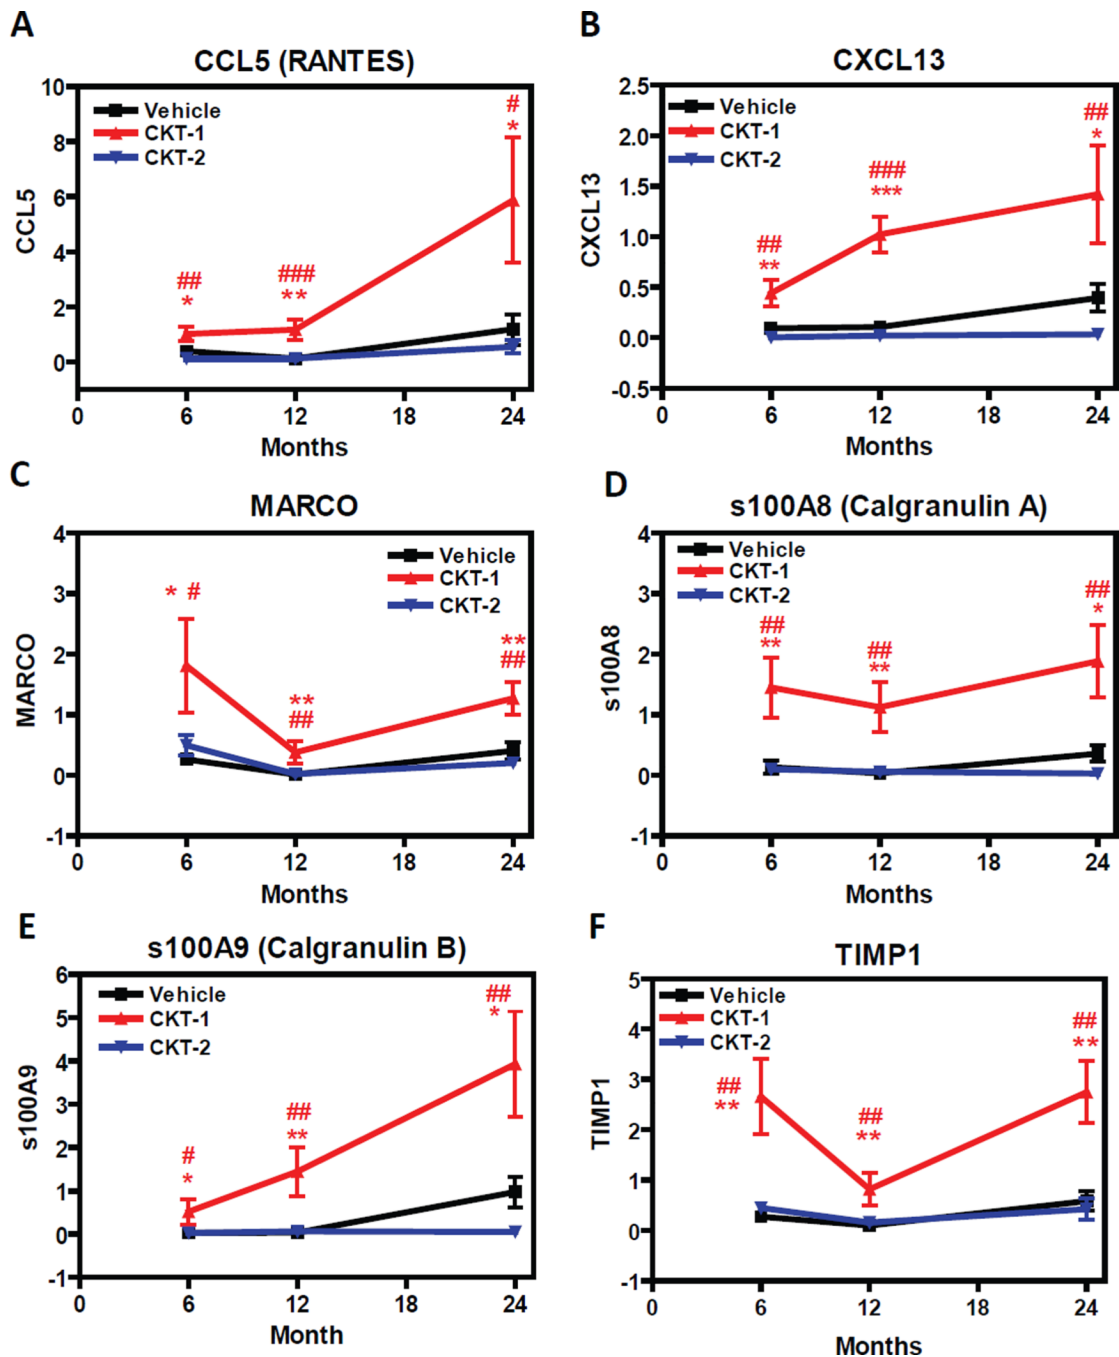 A
CCL5 (RANTES)
10
8
6
4
2
0
CCL5
Vehicle
CKT-1
CKT-2
##
*
###
**
#
*
0 6 12 18 24
Months
B
CXCL13
2.5
2.0
1.5
1.0
0.5
0.0
-0.5
CXCL13
Vehicle
CKT-1
CKT-2
##
**
###
***
##
*
0 6 12 18 24
Months
C
MARCO
4
3
2
1
0
-1
MARCO
Vehicle
CKT-1
CKT-2
* #
**
##
**
##
0 6 12 18 24
Months
D
s100A8 (Calgranulin A)
4
3
2
1
0
-1
s100A8
Vehicle
CKT-1
CKT-2
##
**
##
**
##
*
0 6 12 18 24
Months
E
s100A9 (Calgranulin B)
6
5
4
3
2
1
0
-1
s100A9
Vehicle
CKT-1
CKT-2
#
*
##
**
##
*
0 6 12 18 24
Month
F
TIMP1
5
4
3
2
1
0
-1
TIMP1
Vehicle
CKT-1
CKT-2
##
**
##
**
##
**
0 6 12 18 24
Months